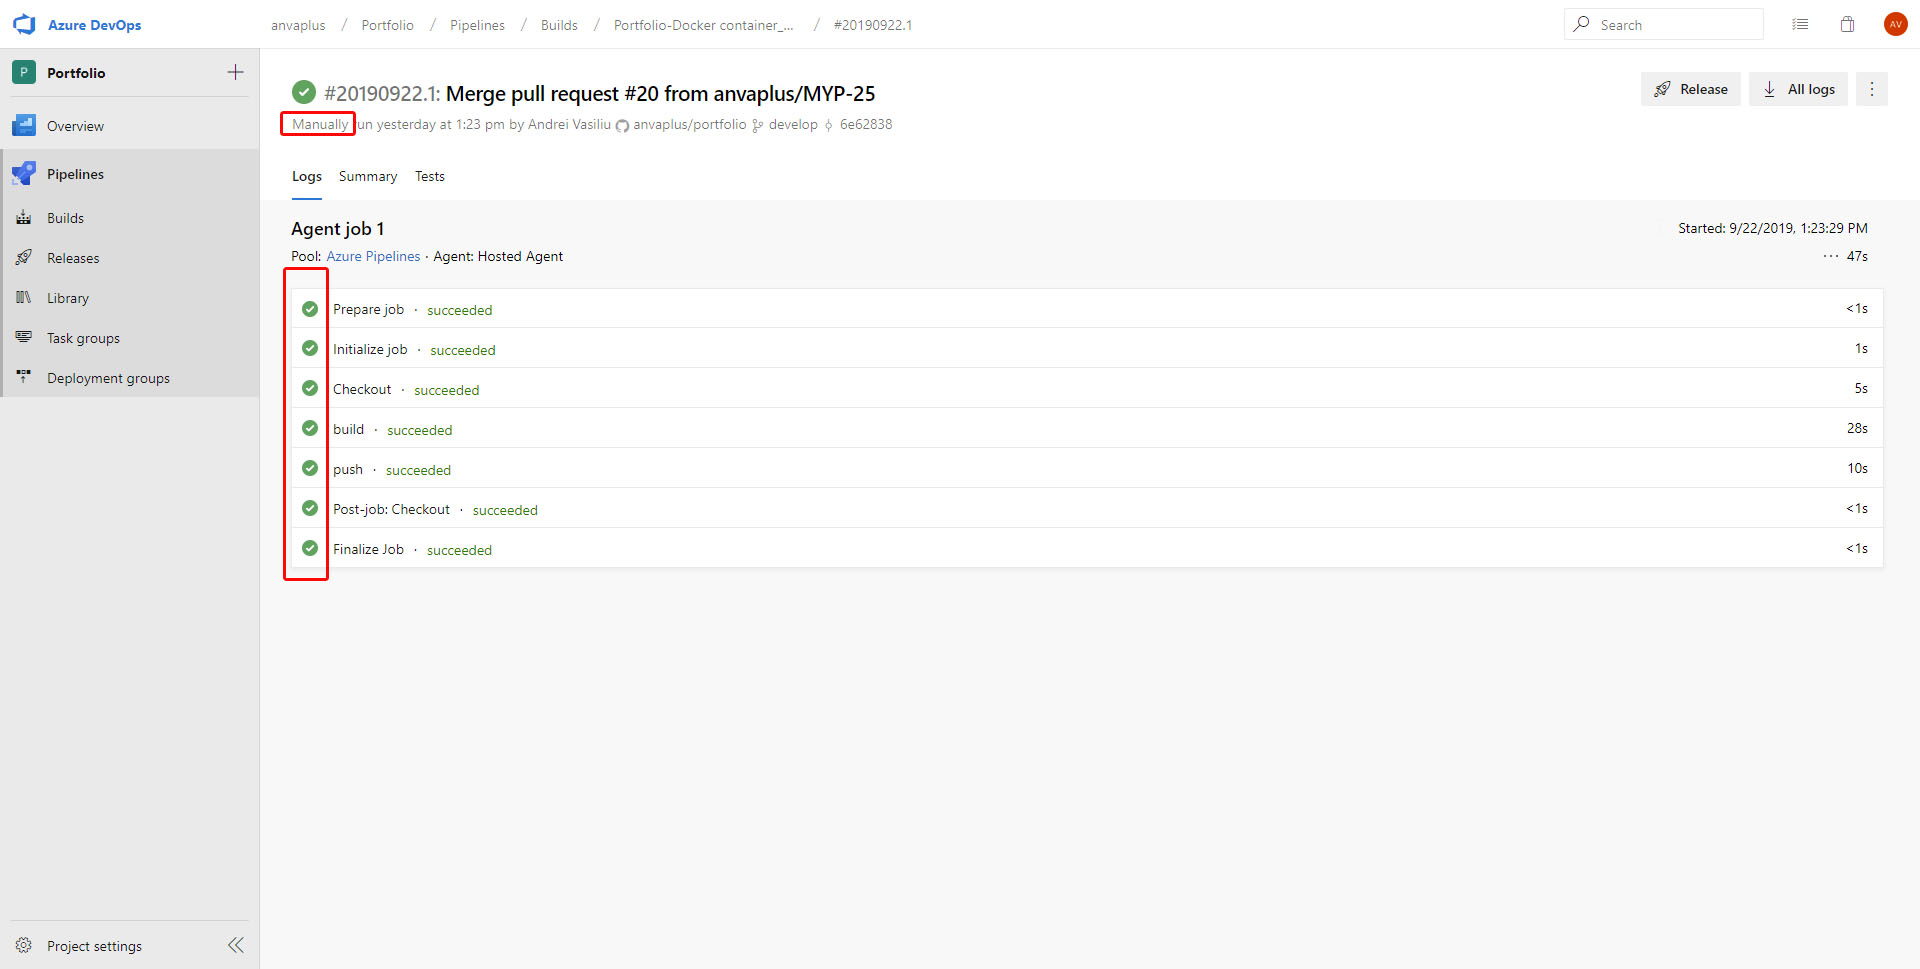 Azure DevOps
anvaplus / Portfolio / Pipelines / Builds / Portfolio-Docker container_... / #20190922.1
Search
AV
P Portfolio
Overview
Pipelines
Builds
Releases
Library
Task groups
Deployment groups
Project settings
#20190922.1: Merge pull request #20 from anvaplus/MYP-25
Release
All logs
Manually un yesterday at 1:23 pm by Andrei Vasiliu anvaplus/portfolio develop 6e62838
Logs Summary Tests
Agent job 1
Started: 9/22/2019, 1:23:29 PM
Pool: Azure Pipelines · Agent: Hosted Agent
··· 47s
Prepare job · succeeded <1s
Initialize job · succeeded 1s
Checkout · succeeded 5s
build · succeeded 28s
push · succeeded 10s
Post-job: Checkout · succeeded <1s
Finalize Job · succeeded <1s